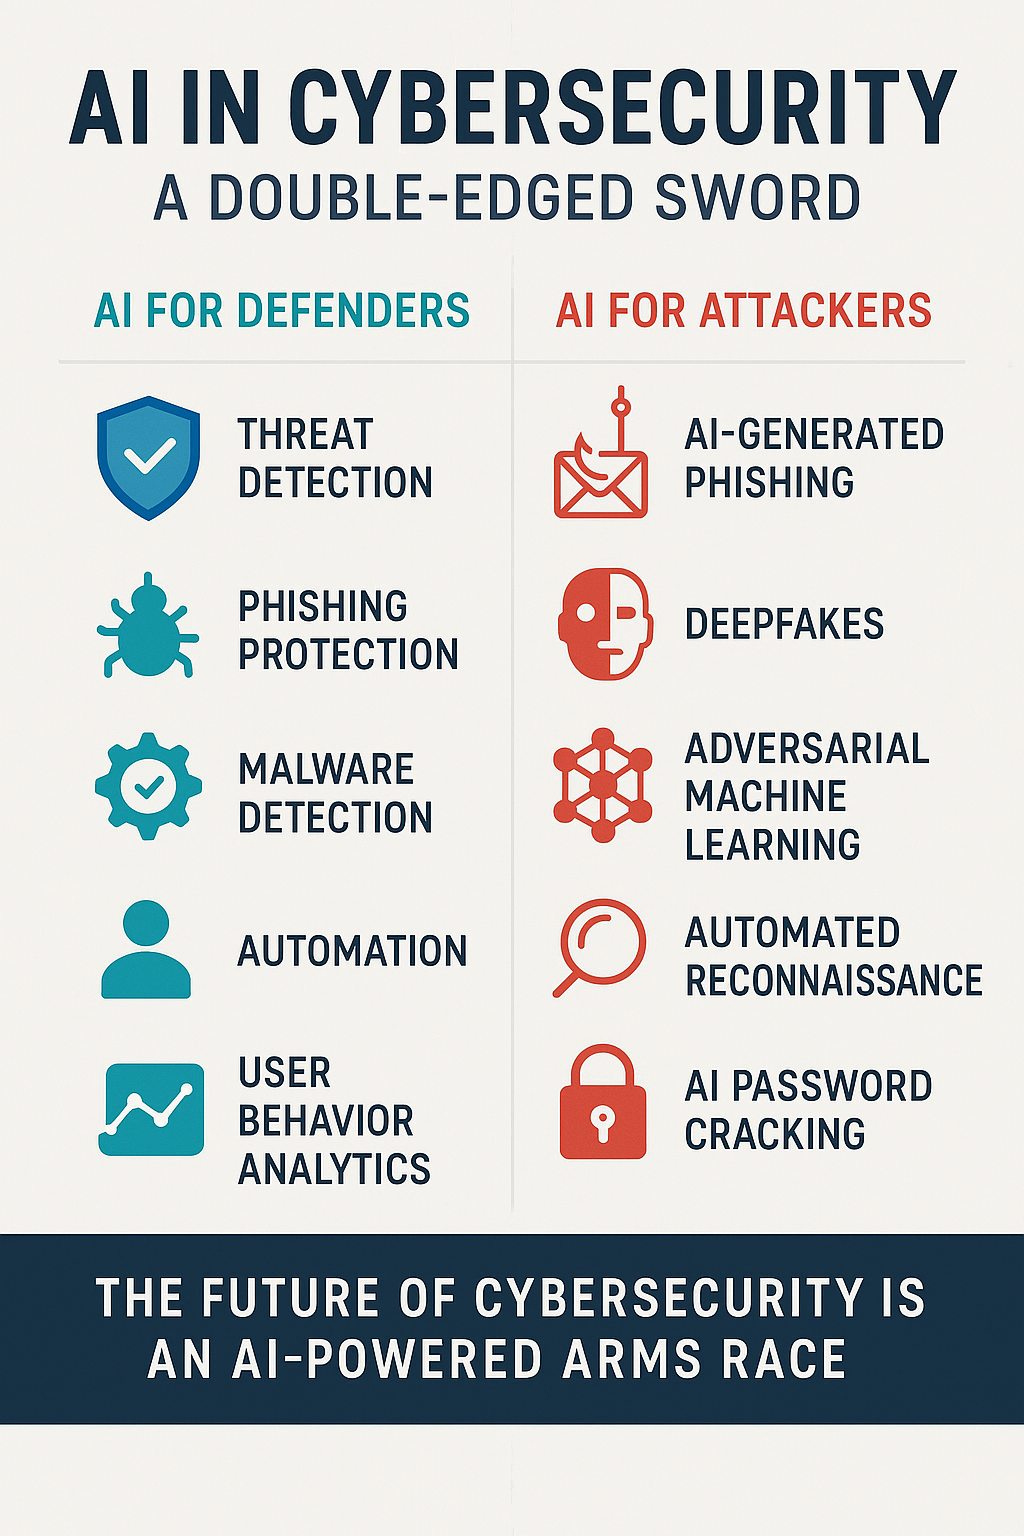 AI IN CYBERSECURITY
A DOUBLE-EDGED SWORD
AI FOR DEFENDERS
THREAT
DETECTION
PHISHING
PROTECTION
MALWARE
DETECTION
AUTOMATION
USER
BEHAVIOR
ANALYTICS
AI FOR ATTACKERS
AI-GENERATED
PHISHING
DEEPFAKES
ADVERSARIAL
MACHINE
LEARNING
AUTOMATED
RECONNAISSANCE
AI PASSWORD
CRACKING
THE FUTURE OF CYBERSECURITY IS
AN AI-POWERED ARMS RACE